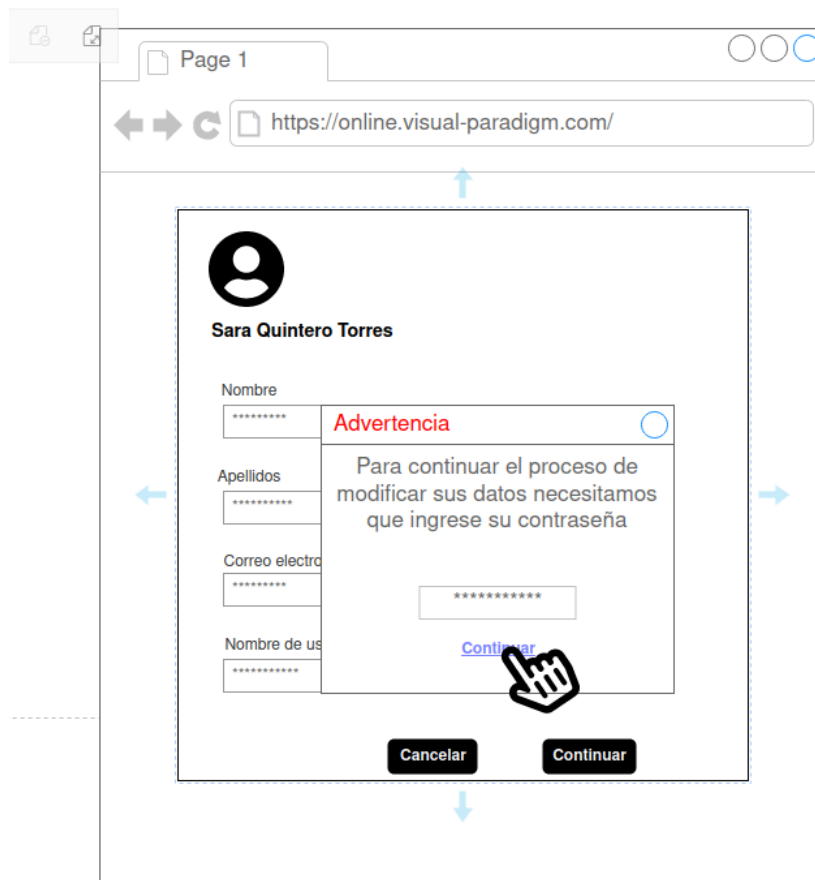 Page 1
https://online.visual-paradigm.com/
Sara Quintero Torres
Nombre
*********
Advertencia
Para continuar el proceso de
modificar sus datos necesitamos
que ingrese su contraseña
Apellidos
**********
Correo electro
*********
***********
Continuar
Nombre de us
***********
Cancelar
Continuar